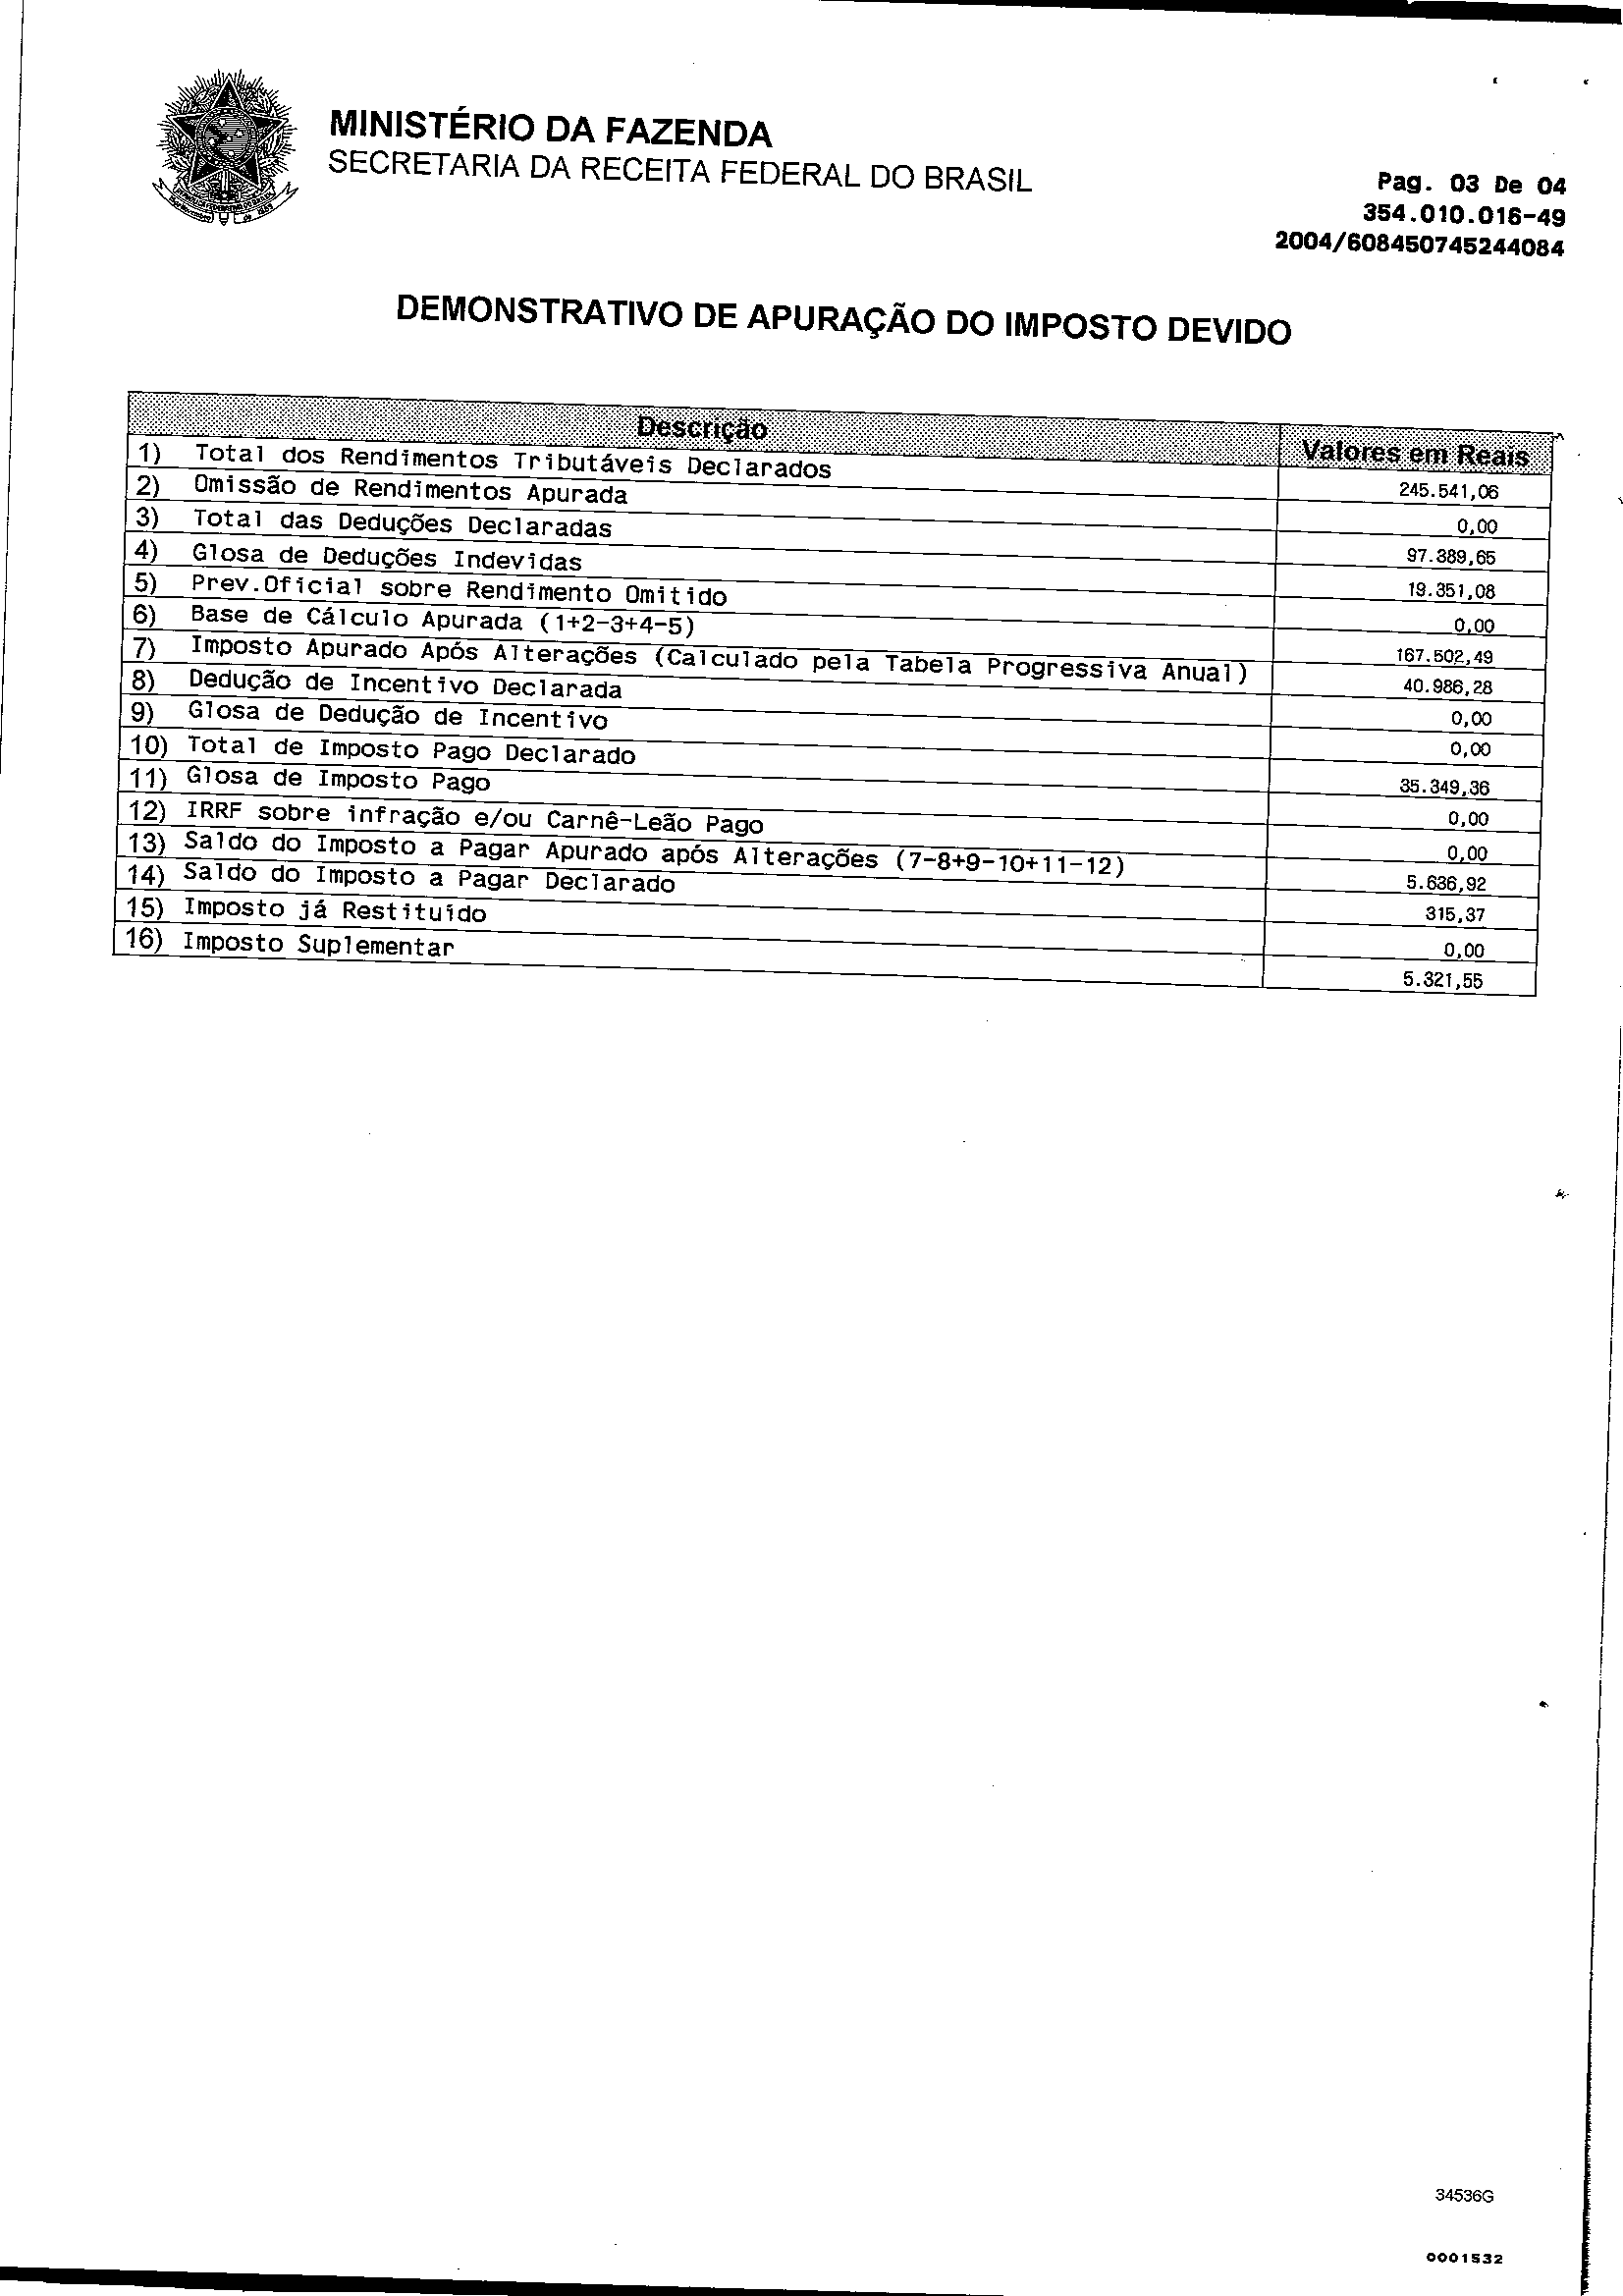 MINISTÉRIO DA FAZENDA
SECRETARIA DA RECEITA FEDERAL DO BRASIL
Pag. 03 De 04
354.010.016-49
2004/608450745244084
DEMONSTRATIVO DE APURAÇÃO DO IMPOSTO DEVIDO
Descrição Valores em Reais
1) Total dos Rendimentos Tributáveis Declarados 245.541,06
2) Omissão de Rendimentos Apurada 0,00
3) Total das Deduções Declaradas 97.389,65
4) Glosa de Deduções Indevidas 19.351,08
5) Prev.Oficial sobre Rendimento Omitido 0,00
6) Base de Cálculo Apurada (1+2-3+4-5) 167.502,49
7) Imposto Apurado Após Alterações (Calculado pela Tabela Progressiva Anual) 40.986,28
8) Dedução de Incentivo Declarada 0,00
9) Glosa de Dedução de Incentivo 0,00
10) Total de Imposto Pago Declarado 35.349,36
11) Glosa de Imposto Pago 0,00
12) IRRF sobre infração e/ou Carnê-Leão Pago 0,00
13) Saldo do Imposto a Pagar Apurado após Alterações (7-8+9-10+11-12) 5.636,92
14) Saldo do Imposto a Pagar Declarado 315,37
15) Imposto já Restituído 0,00
16) Imposto Suplementar 5.321,55
34536G
0001532